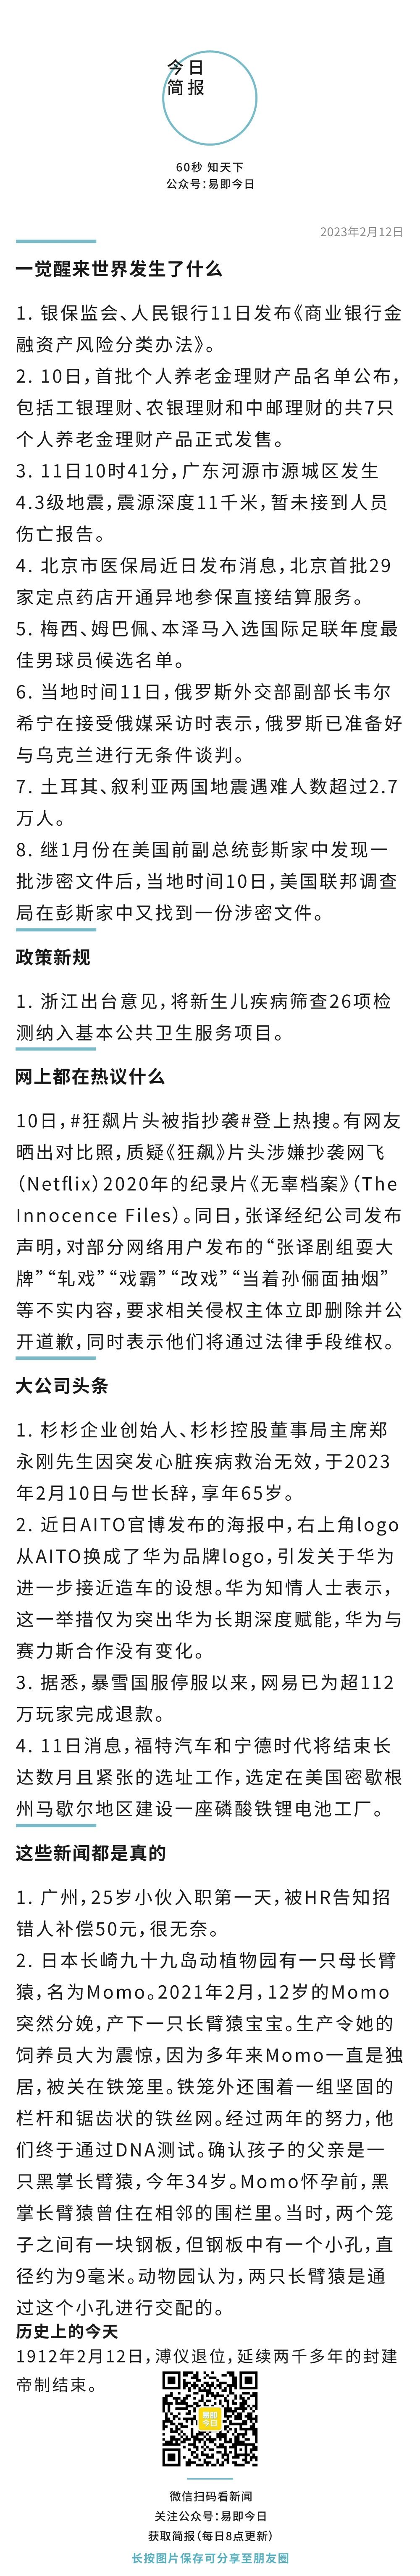 今日
简报
60秒 知天下
公众号：易即今日
2023年2月12日
一觉醒来世界发生了什么
1. 银保监会、人民银行11日发布《商业银行金
融资产风险分类办法》。
2. 10日，首批个人养老金理财产品名单公布，
包括工银理财、农银理财和中邮理财的共7只
个人养老金理财产品正式发售。
3. 11日10时41分，广东河源市源城区发生
4.3级地震，震源深度11千米，暂未接到人员
伤亡报告。
4. 北京市医保局近日发布消息，北京首批29
家定点药店开通异地参保直接结算服务。
5. 梅西、姆巴佩、本泽马入选国际足联年度最
佳男球员候选名单。
6. 当地时间11日，俄罗斯外交部副部长韦尔
希宁在接受俄媒采访时表示，俄罗斯已准备好
与乌克兰进行无条件谈判。
7. 土耳其、叙利亚两国地震遇难人数超过2.7
万人。
8. 继1月份在美国前副总统彭斯家中发现一
批涉密文件后，当地时间10日，美国联邦调查
局在彭斯家中又找到一份涉密文件。
政策新规
1. 浙江出台意见，将新生儿疾病筛查26项检
测纳入基本公共卫生服务项目。
网上都在热议什么
10日，#狂飙片头被指抄袭#登上热搜。有网友
晒出对比照，质疑《狂飙》片头涉嫌抄袭网飞
（Netflix）2020年的纪录片《无辜档案》（The
Innocence Files）。同日，张译经纪公司发布
声明，对部分网络用户发布的“张译剧组耍大
牌”“轧戏”“戏霸”“改戏”“当着孙俪面抽烟”
等不实内容，要求相关侵权主体立即删除并公
开道歉，同时表示他们将通过法律手段维权。
大公司头条
1. 杉杉企业创始人、杉杉控股董事局主席郑
永刚先生因突发心脏疾病救治无效，于2023
年2月10日与世长辞，享年65岁。
2. 近日AITO官博发布的海报中，右上角logo
从AITO换成了华为品牌logo，引发关于华为
进一步接近造车的设想。华为知情人士表示，
这一举措仅为突出华为长期深度赋能，华为与
赛力斯合作没有变化。
3. 据悉，暴雪国服停服以来，网易已为超112
万玩家完成退款。
4. 11日消息，福特汽车和宁德时代将结束长
达数月且紧张的选址工作，选定在美国密歇根
州马歇尔地区建设一座磷酸铁锂电池工厂。
这些新闻都是真的
1. 广州，25岁小伙入职第一天，被HR告知招
错人补偿50元，很无奈。
2. 日本长崎九十九岛动植物园有一只母长臂
猿，名为Momo。2021年2月，12岁的Momo
突然分娩，产下一只长臂猿宝宝。生产令她的
饲养员大为震惊，因为多年来Momo一直是独
居，被关在铁笼里。铁笼外还围着一组坚固的
栏杆和锯齿状的铁丝网。经过两年的努力，他
们终于通过DNA测试。确认孩子的父亲是一
只黑掌长臂猿，今年34岁。Momo怀孕前，黑
掌长臂猿曾住在相邻的围栏里。当时，两个笼
子之间有一块钢板，但钢板中有一个小孔，直
径约为9毫米。动物园认为，两只长臂猿是通
过这个小孔进行交配的。
历史上的今天
1912年2月12日，溥仪退位，延续两千多年的封建
帝制结束。
易即
今日
微信扫码看新闻
关注公众号：易即今日
获取简报（每日8点更新）
长按图片保存可分享至朋友圈